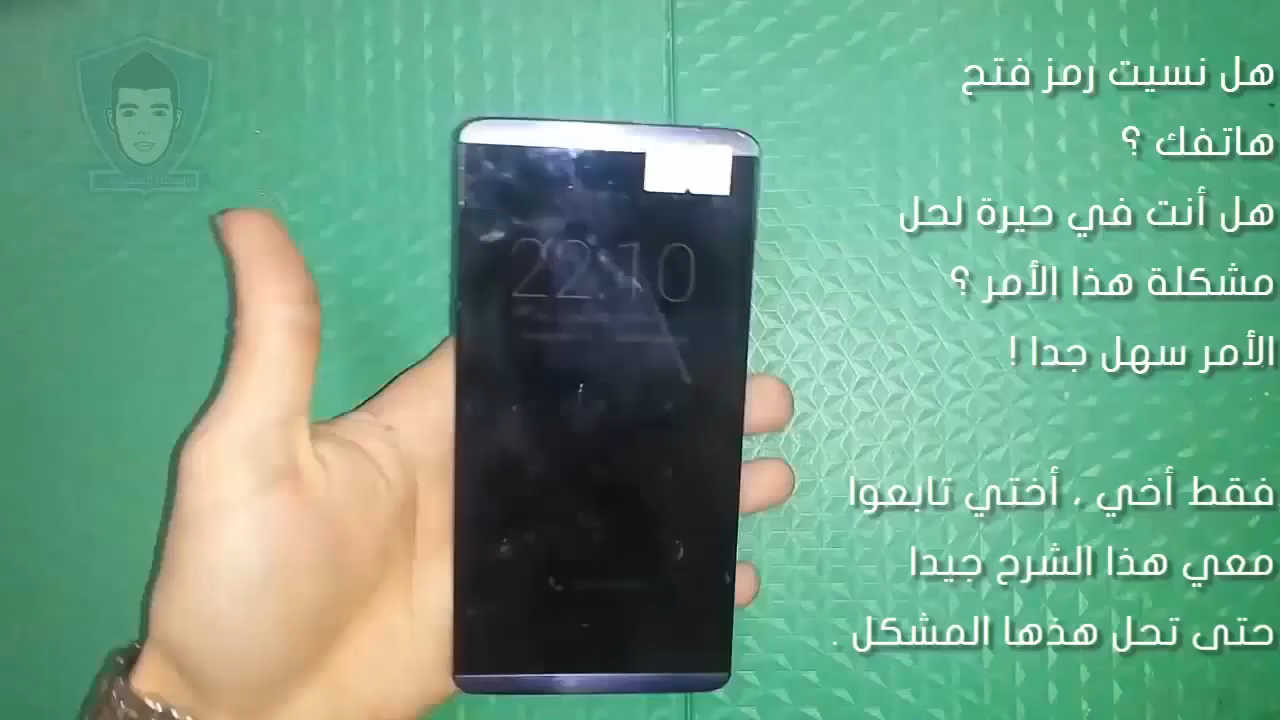 هل نسيت رمز فتح
هاتفك ؟
هل أنت في حيرة لحل
مشكلة هذا الأمر ؟
الأمر سهل جدا !
فقط أخي ، أختي تابعوا
معي هذا الشرح جيدا
حتى تحل هذها المشكل .
22:10